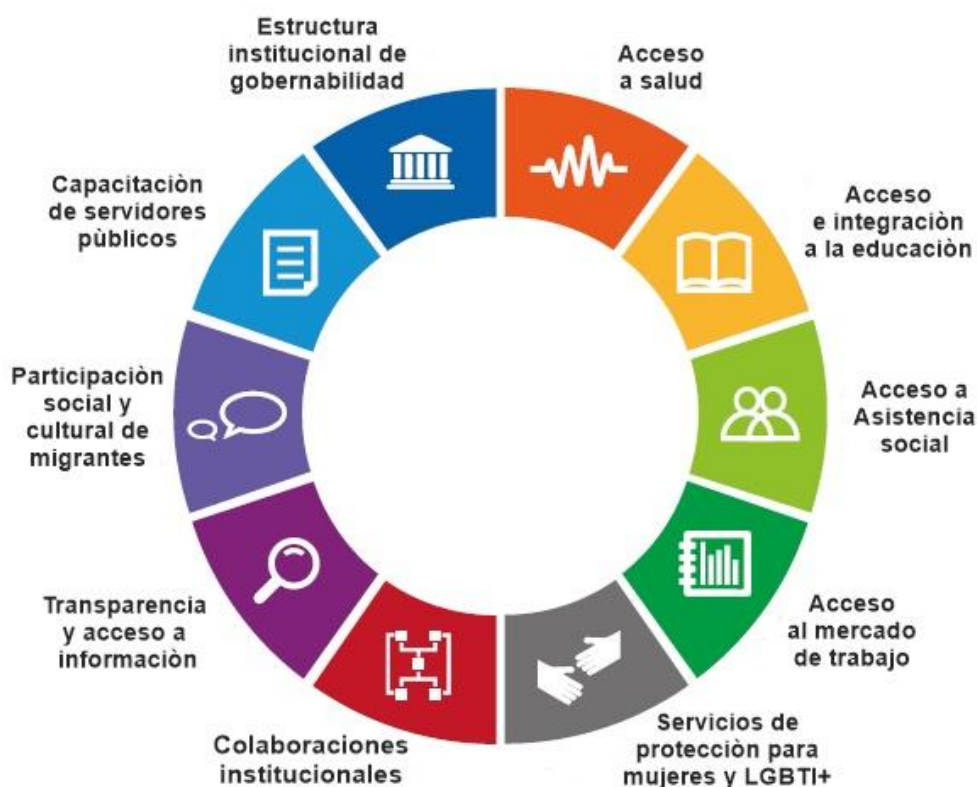 Estructura
institucional de
gobernabilidad
Acceso
a salud
Acceso
e integraciòn
a la educaciòn
Acceso a
Asistencia
social
Acceso
al mercado
de trabajo
Servicios de
protecciòn para
mujeres y LGBTI+
Colaboraciones
institucionales
Transparencia
y acceso a
informaciòn
Participaciòn
social y
cultural de
migrantes
Capacitaciòn
de servidores
pùblicos